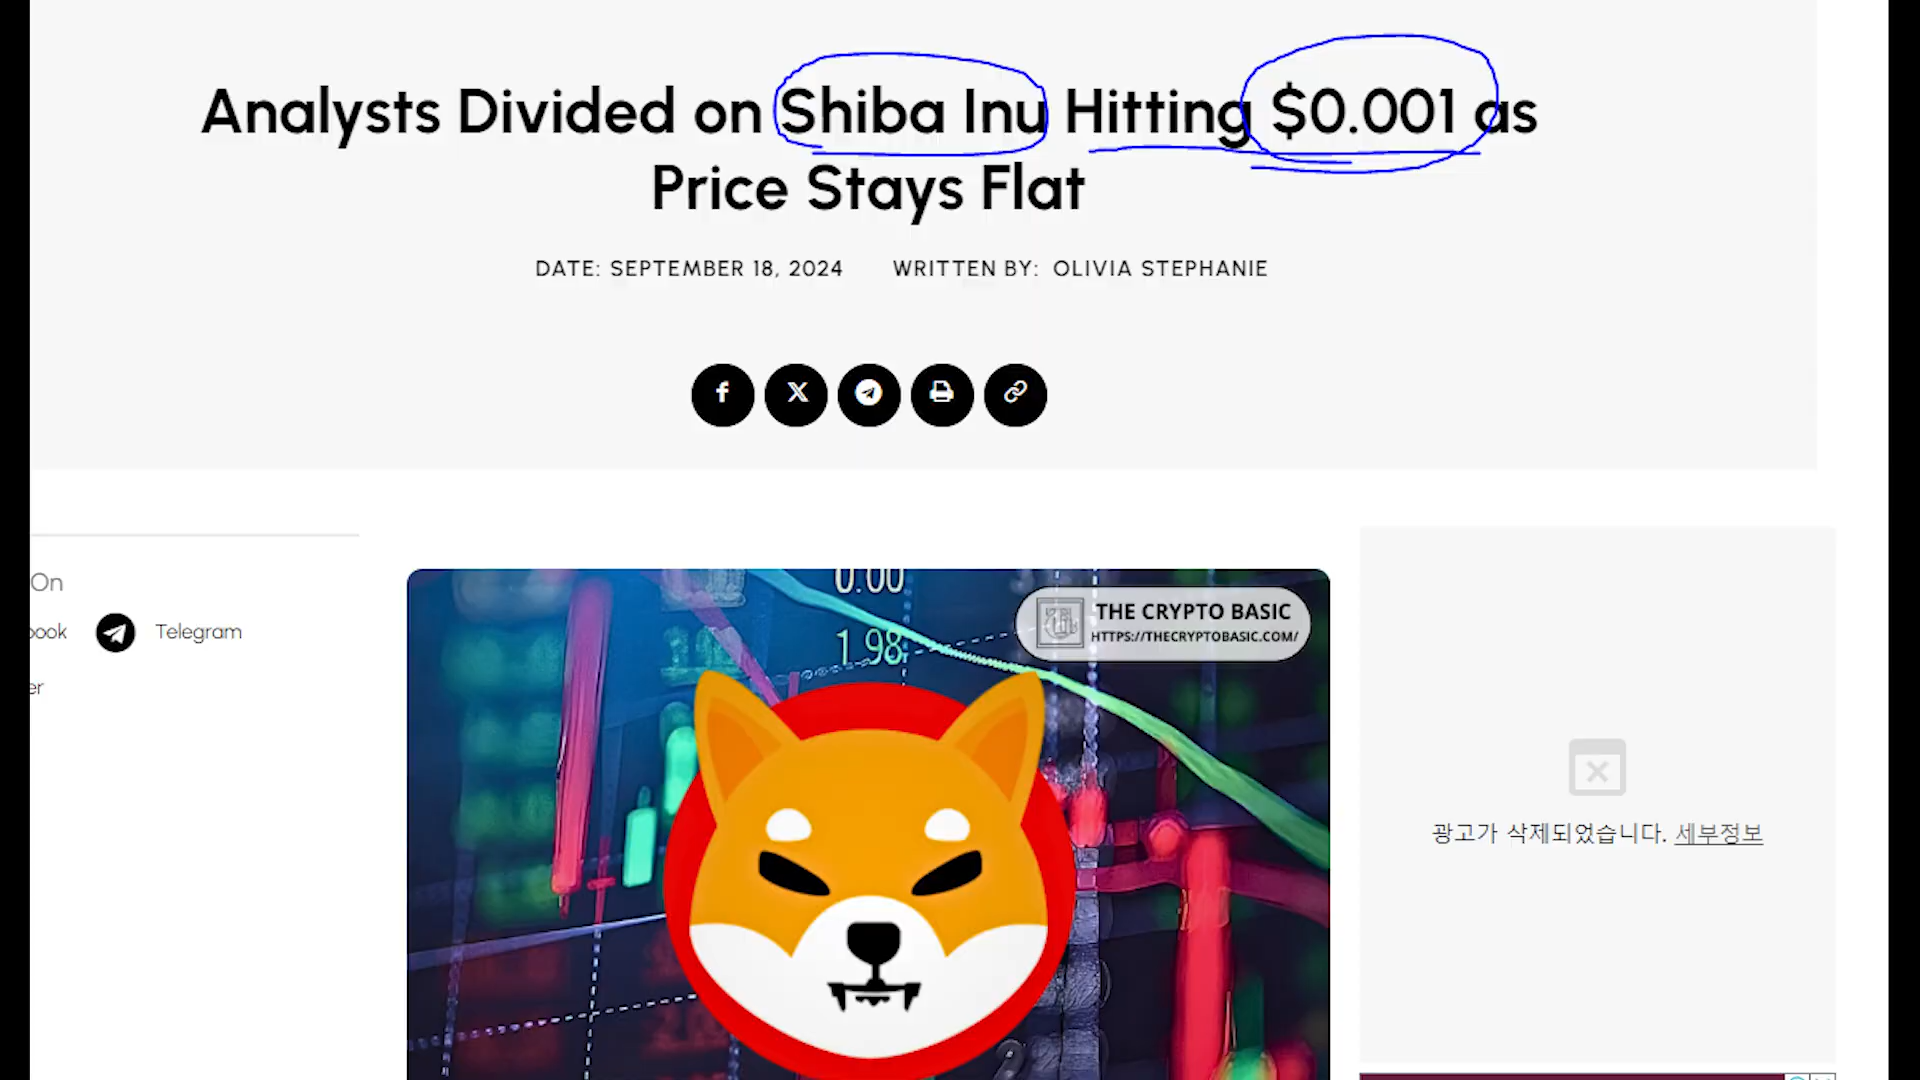 Analysts Divided on Shiba Inu Hitting $0.001 as
Price Stays Flat
DATE: SEPTEMBER 18, 2024 WRITTEN BY: OLIVIA STEPHANIE
On
book Telegram
er
0.00
1.98
THE CRYPTO BASIC
HTTPS://THECRYPTOBASIC.COM/
광고가 삭제되었습니다. 세부정보